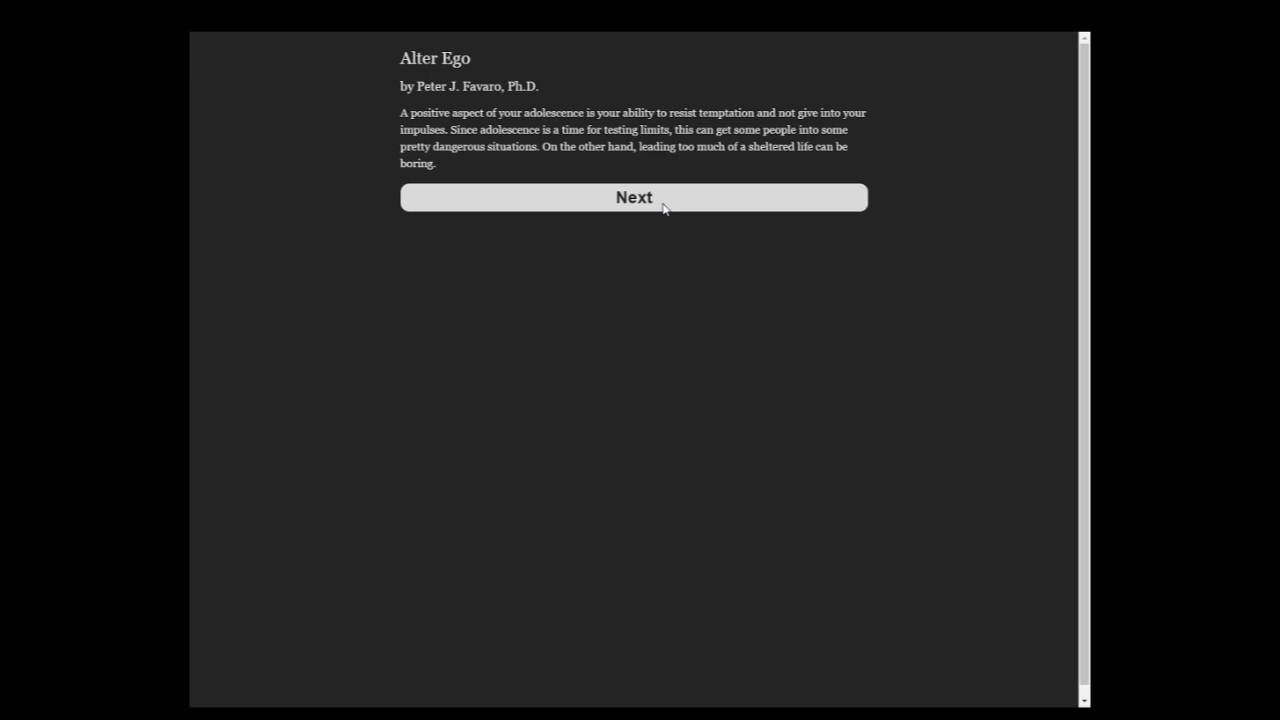 Alter Ego
by Peter J. Favaro, Ph.D.
A positive aspect of your adolescence is your ability to resist temptation and not give into your
impulses. Since adolescence is a time for testing limits, this can get some people into some
pretty dangerous situations. On the other hand, leading too much of a sheltered life can be
boring.
Next